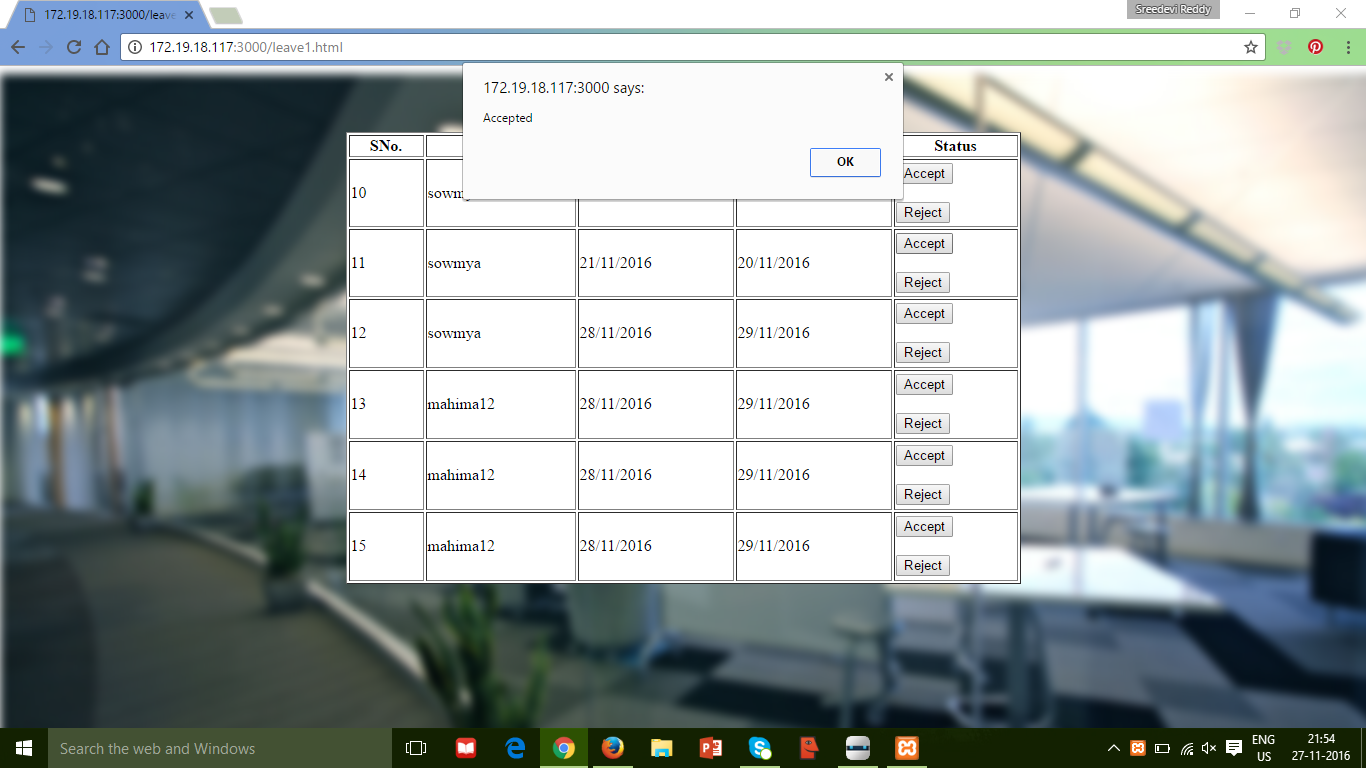 Sreedevi Reddy
172.19.18.117:3000/leave
172.19.18.117:3000/leave1.html
172.19.18.117:3000 says:
Accepted
OK
SNo. Status
10 Accept
Reject
11 sowmya 21/11/2016 20/11/2016 Accept
Reject
12 sowmya 28/11/2016 29/11/2016 Accept
Reject
13 mahima12 28/11/2016 29/11/2016 Accept
Reject
14 mahima12 28/11/2016 29/11/2016 Accept
Reject
15 mahima12 28/11/2016 29/11/2016 Accept
Reject
Search the web and Windows
ENG 21:54
US 27-11-2016